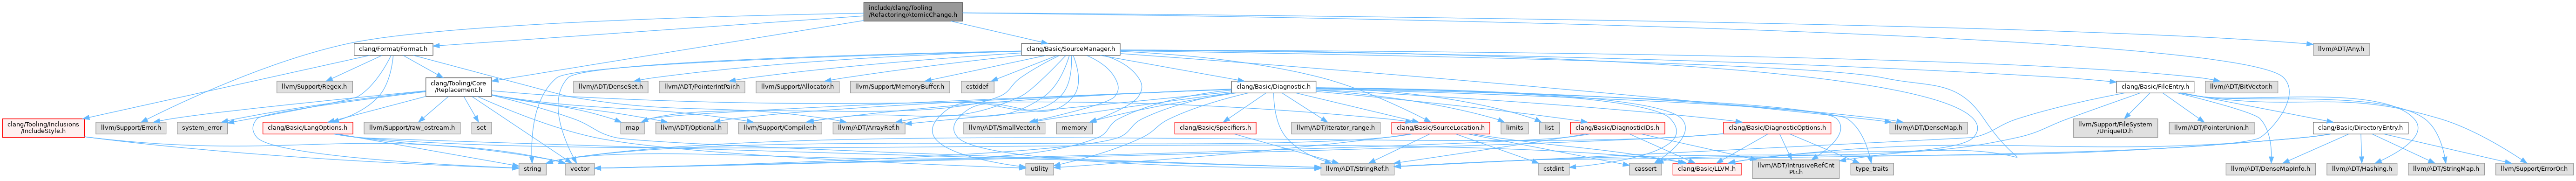 include/clang/Tooling
/Refactoring/AtomicChange.h
clang/Format/Format.h
clang/Basic/SourceManager.h
llvm/ADT/Any.h
llvm/Support/Regex.h
clang/Tooling/Core
/Replacement.h
llvm/ADT/DenseSet.h
llvm/ADT/PointerIntPair.h
llvm/Support/Allocator.h
llvm/Support/MemoryBuffer.h
cstddef
clang/Basic/Diagnostic.h
clang/Basic/FileEntry.h
llvm/ADT/BitVector.h
clang/Tooling/Inclusions
/IncludeStyle.h
llvm/Support/Error.h
system_error
clang/Basic/LangOptions.h
llvm/Support/raw_ostream.h
set
map
llvm/ADT/Optional.h
llvm/Support/Compiler.h
llvm/ADT/ArrayRef.h
llvm/ADT/SmallVector.h
memory
clang/Basic/Specifiers.h
llvm/ADT/iterator_range.h
clang/Basic/SourceLocation.h
limits
list
clang/Basic/DiagnosticIDs.h
clang/Basic/DiagnosticOptions.h
llvm/ADT/DenseMap.h
llvm/Support/FileSystem
/UniqueID.h
llvm/ADT/PointerUnion.h
clang/Basic/DirectoryEntry.h
string
vector
utility
llvm/ADT/StringRef.h
cstdint
cassert
clang/Basic/LLVM.h
llvm/ADT/IntrusiveRefCnt
Ptr.h
type_traits
llvm/ADT/DenseMapInfo.h
llvm/ADT/Hashing.h
llvm/ADT/StringMap.h
llvm/Support/ErrorOr.h